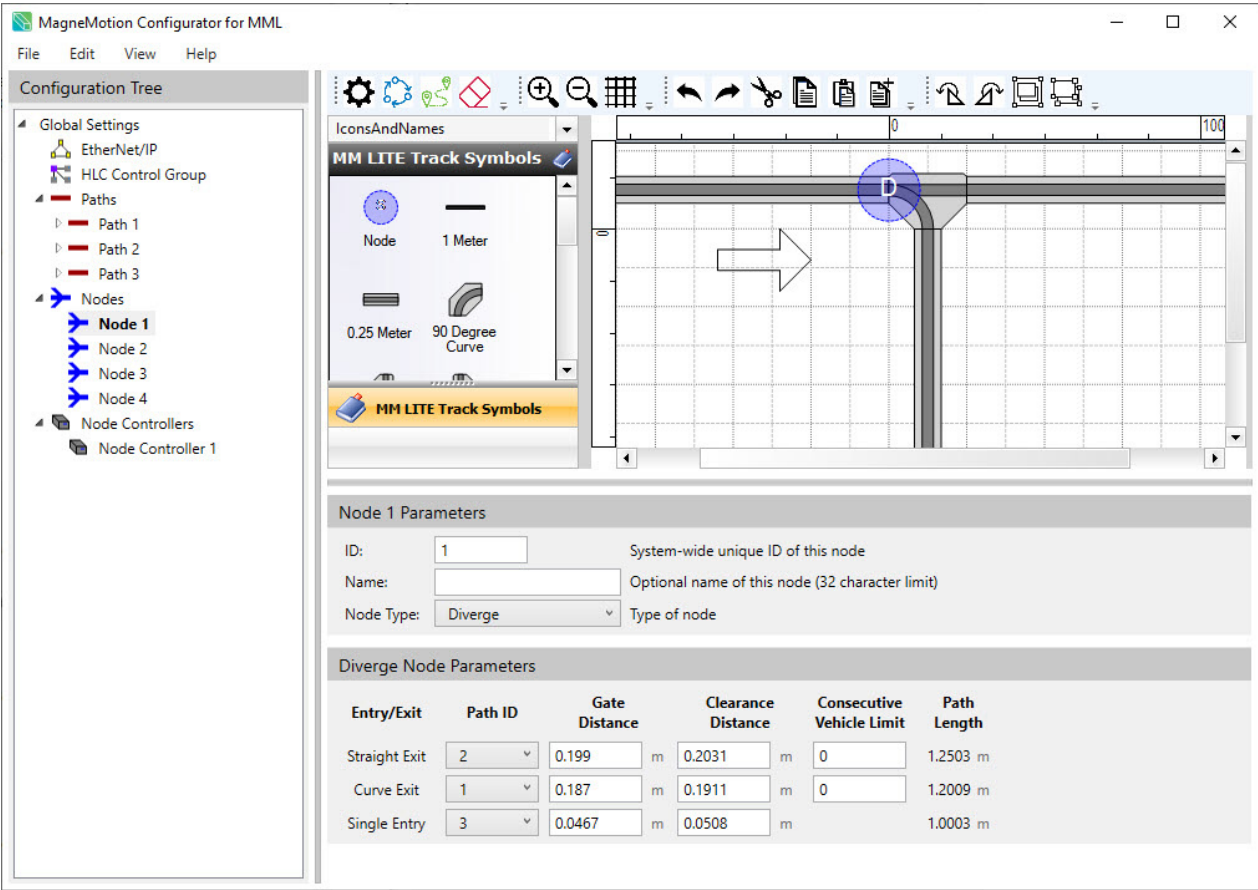 MagneMotion Configurator for MML
File Edit View Help
Configuration Tree
Global Settings
EtherNet/IP
HLC Control Group
Paths
Path 1
Path 2
Path 3
Nodes
Node 1
Node 2
Node 3
Node 4
Node Controllers
Node Controller 1
IconsAndNames
MM LITE Track Symbols
Node 1 Meter
0.25 Meter 90 Degree
Curve
MM LITE Track Symbols
0 100
0
D
Node 1 Parameters
ID: 1 System-wide unique ID of this node
Name: Optional name of this node (32 character limit)
Node Type: Diverge Type of node
Diverge Node Parameters
Entry/Exit Path ID Gate Distance Clearance Distance Consecutive Vehicle Limit Path Length
Straight Exit 2 0.199 m 0.2031 m 0 1.2503 m
Curve Exit 1 0.187 m 0.1911 m 0 1.2009 m
Single Entry 3 0.0467 m 0.0508 m 1.0003 m